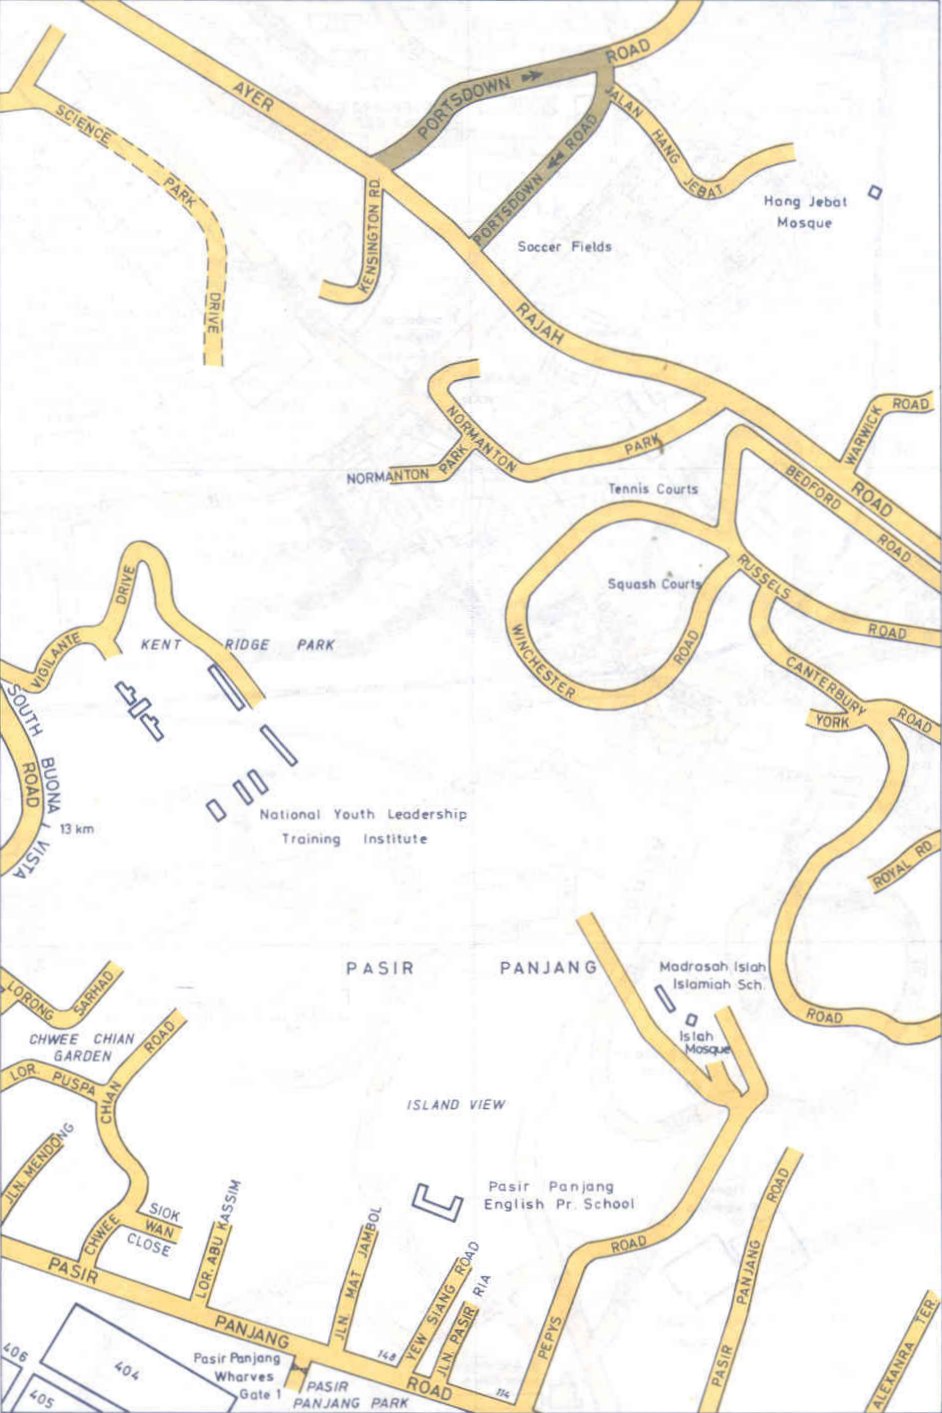 ROAD
PORTSDOWN
AYER
SCIENCE
PARK
DRIVE
PORTSDOWN ROAD
JALAN HANG JEBAT
Hang Jebat
Mosque
KENSINGTON RD.
Soccer Fields
RAJAH
ROAD
NORMANTON
PARK
NORMANTON PARK
WARWICK ROAD
BEDFORD
ROAD
Tennis Courts
Squash Courts
RUSSELS
ROAD
WINCHESTER
ROAD
CANTERBURY
ROAD
YORK
ROAD
ROYAL RD.
VIGILANTE
DRIVE
KENT RIDGE PARK
SOUTH BUONA VISTA
ROAD
13 km
National Youth Leadership
Training Institute
PASIR PANJANG
Madrasah Islah
Islamiah Sch.
Islah
Mosque
LORONG
SARHAD
CHWEE CHIAN
GARDEN
LOR. PUSPA
CHWEE
CHIAN
ROAD
ISLAND VIEW
JLN. MENDONG
SIOK
WAN
CLOSE
LOR. ABU KASSIM
JLN. MAT JAMBOL
Pasir Panjang
English Pr. School
YEW SIANG ROAD
JLN. PASIR RIA
PEPYS
ROAD
PASIR PANJANG ROAD
ALEXANRA TER.
PASIR
PANJANG
ROAD
148
114
406
405
404
Pasir Panjang
Wharves
Gate 1
PASIR
PANJANG PARK